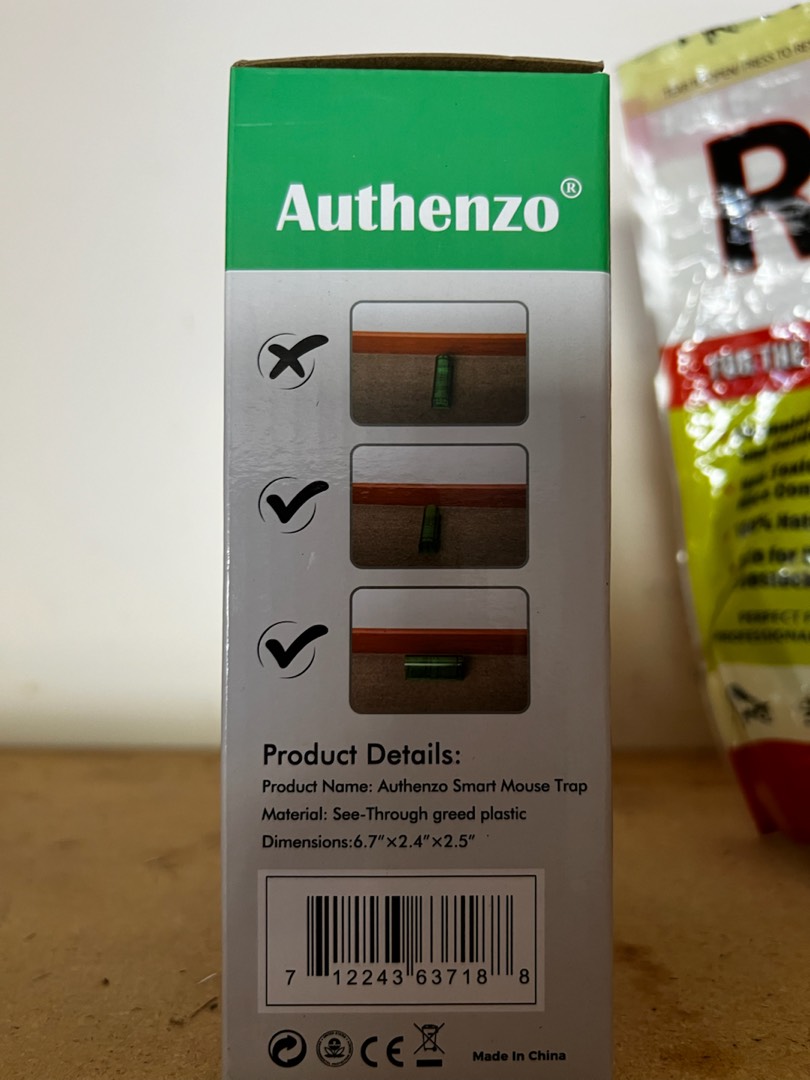 Authenzo®
Product Details:
Product Name: Authenzo Smart Mouse Trap
Material: See-Through greed plastic
Dimensions:6.7"×2.4"×2.5"
7 12243 63718 8
CE
Made In China
R
FOR THE